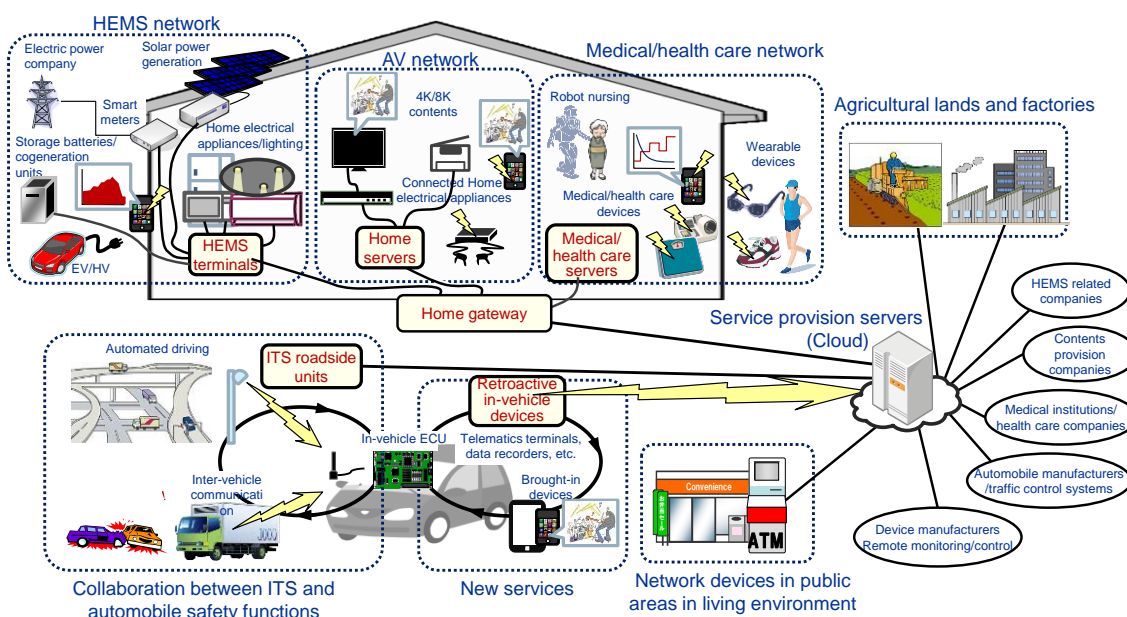 HEMS network
Electric power
company
Solar power
generation
Smart
meters
Storage batteries/
cogeneration
units
Home electrical
appliances/lighting
EV/HV
HEMS
terminals
AV network
4K/8K
contents
Connected Home
electrical appliances
Home
servers
Medical/health care network
Robot nursing
Wearable
devices
Medical/health care
devices
Medical/
health care
servers
Home gateway
Agricultural lands and factories
Service provision servers
(Cloud)
HEMS related
companies
Contents
provision
companies
Medical institutions/
health care companies
Automobile manufacturers
/traffic control systems
Device manufacturers
Remote monitoring/control
Automated driving
ITS roadside
units
Retroactive
in-vehicle
devices
In-vehicle ECU
Telematics terminals,
data recorders, etc.
Inter-vehicle
communicati
on
!
Brought-in
devices
Convenience
ATM
Collaboration between ITS and
automobile safety functions
New services
Network devices in public
areas in living environment